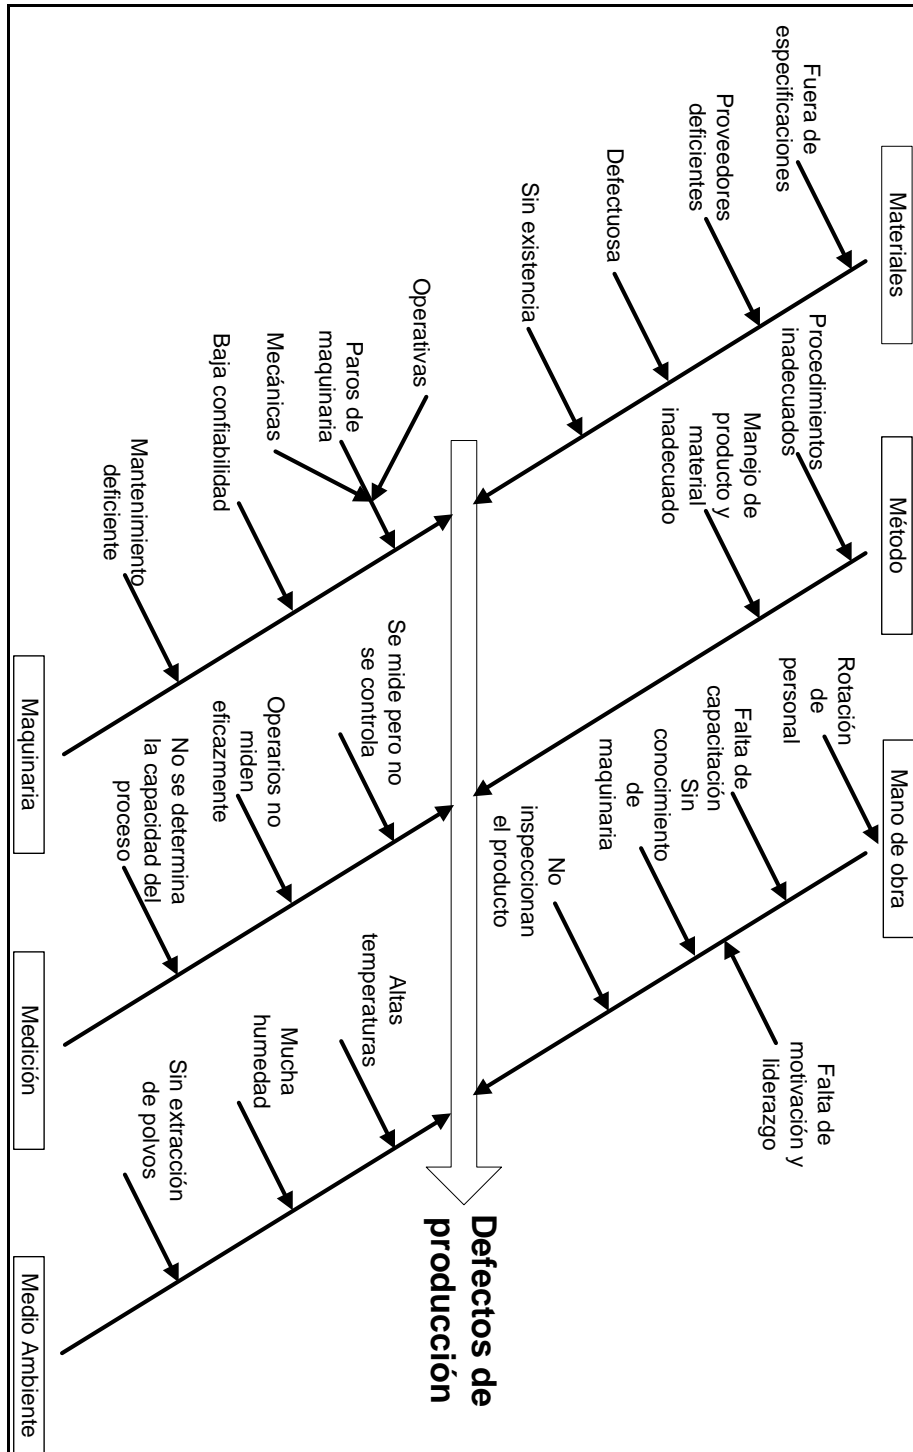 Materiales
Fuera de
especificaciones
Proveedores
deficientes
Defectuosa
Sin existencia
Método
Procedimientos
inadecuados
Manejo de
producto y
material
inadecuado
Mano de obra
Rotación
de
personal
Falta de
capacitación
Sin
conocimiento
de
maquinaria
No
inspeccionan
el producto
Falta de
motivación y
liderazgo
Defectos de
producción
Operativas
Paros de
maquinaria
Mecánicas
Baja confiabilidad
Mantenimiento
deficiente
Maquinaria
Se mide pero no
se controla
Operarios no
miden
eficazmente
No se determina
la capacidad del
proceso
Medición
Altas
temperaturas
Mucha
humedad
Sin extracción
de polvos
Medio Ambiente